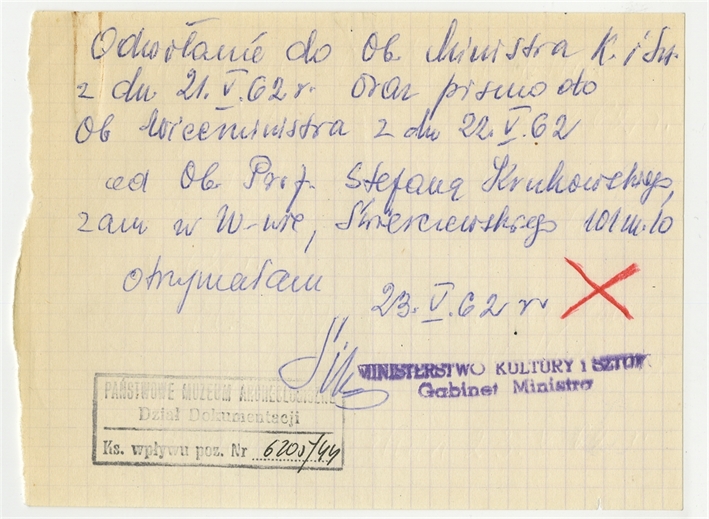 Odwołanie do Ob. Ministra K. i Szt.
z dn 21.V.62 r. oraz pismo do
Ob Wiceministra z dn 22.V.62
od Ob. Prof. Stefana Krukowskiego,
zam w W-wie, Świerczewskiego 101 m. 10
otrzymałam
23.V.62 r
MINISTERSTWO KULTURY I SZTUKI
Gabinet Ministra
PAŃSTWOWE MUZEUM ARCHEOLOGICZNE
Dział Dokumentacji
Ks. wpływu poz. Nr 6205/44